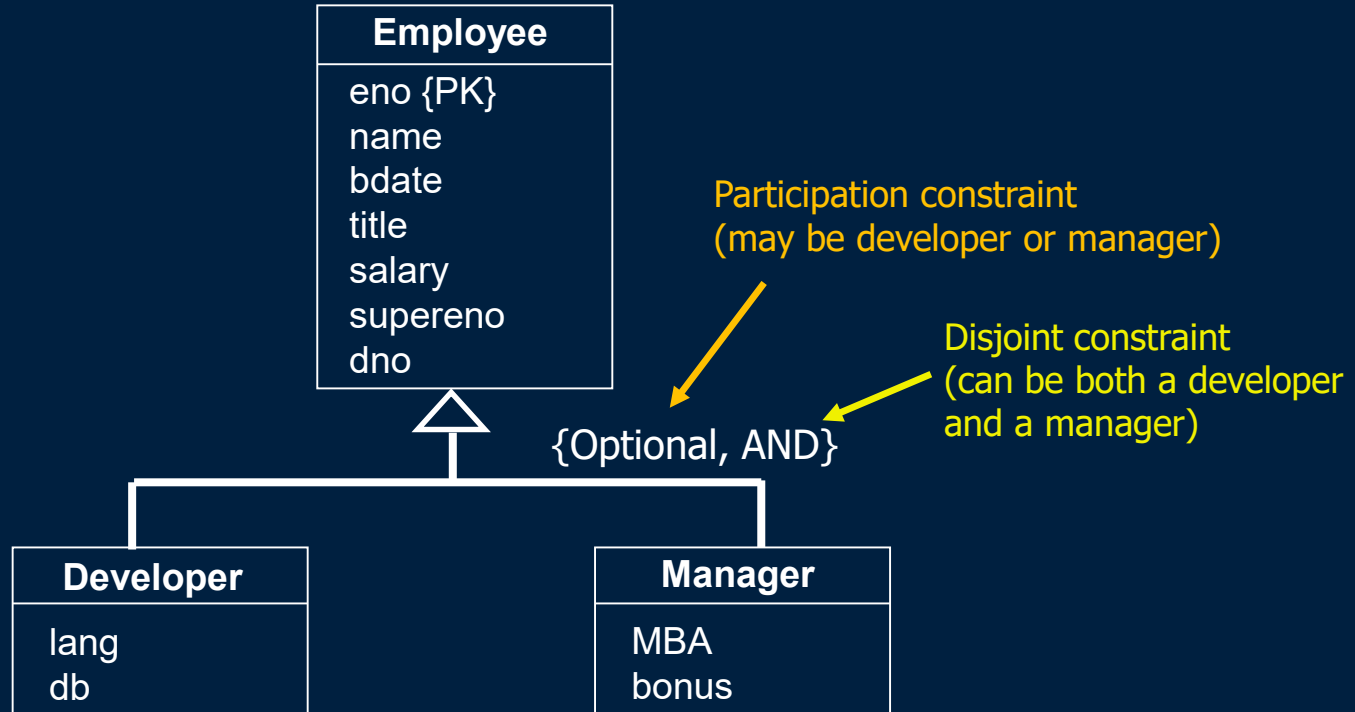 Employee
eno {PK}
name
bdate
title
salary
supereno
dno
Participation constraint
(may be developer or manager)
Disjoint constraint
(can be both a developer
and a manager)
{Optional, AND}
Developer
lang
db
Manager
MBA
bonus